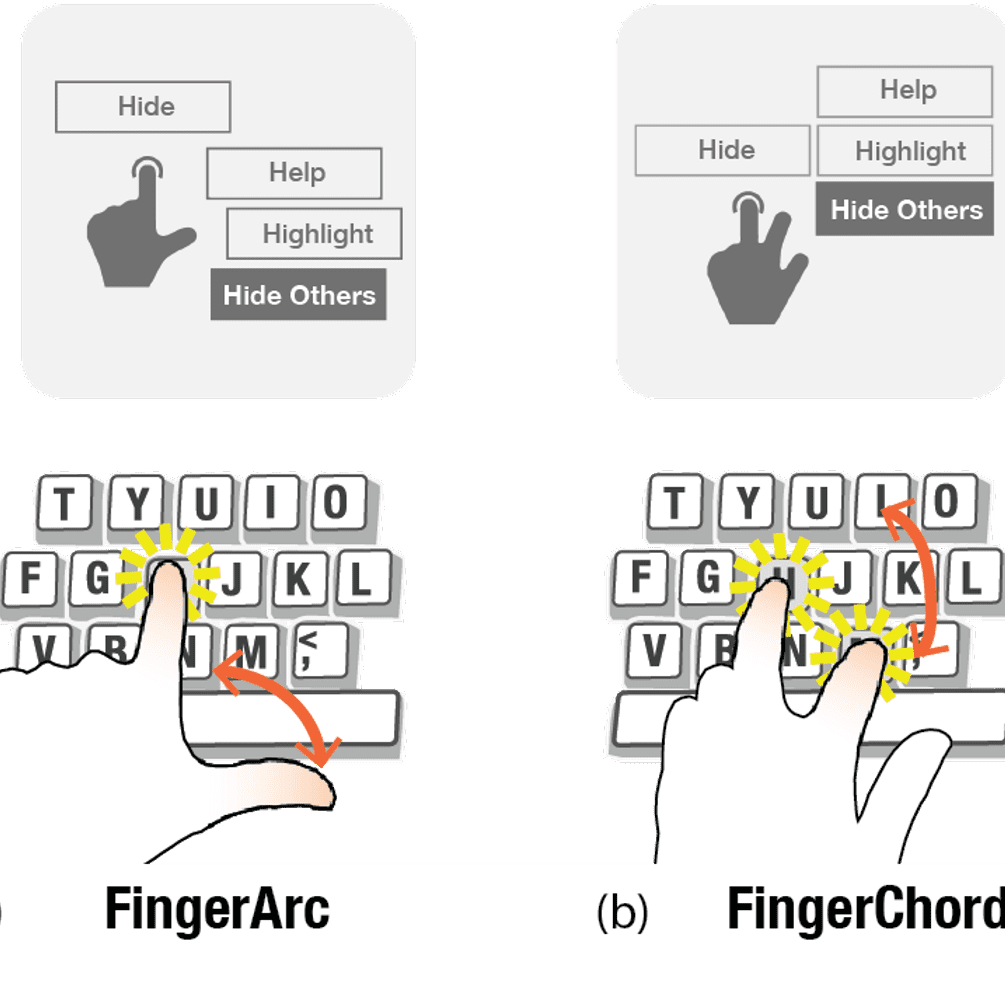 Hide
Help
Highlight
Hide Others
T Y U I O
F G J K L
V B N M <
,
) FingerArc
Help
Hide
Highlight
Hide Others
T Y U I O
F G H J K L
V B N
(b) FingerChord